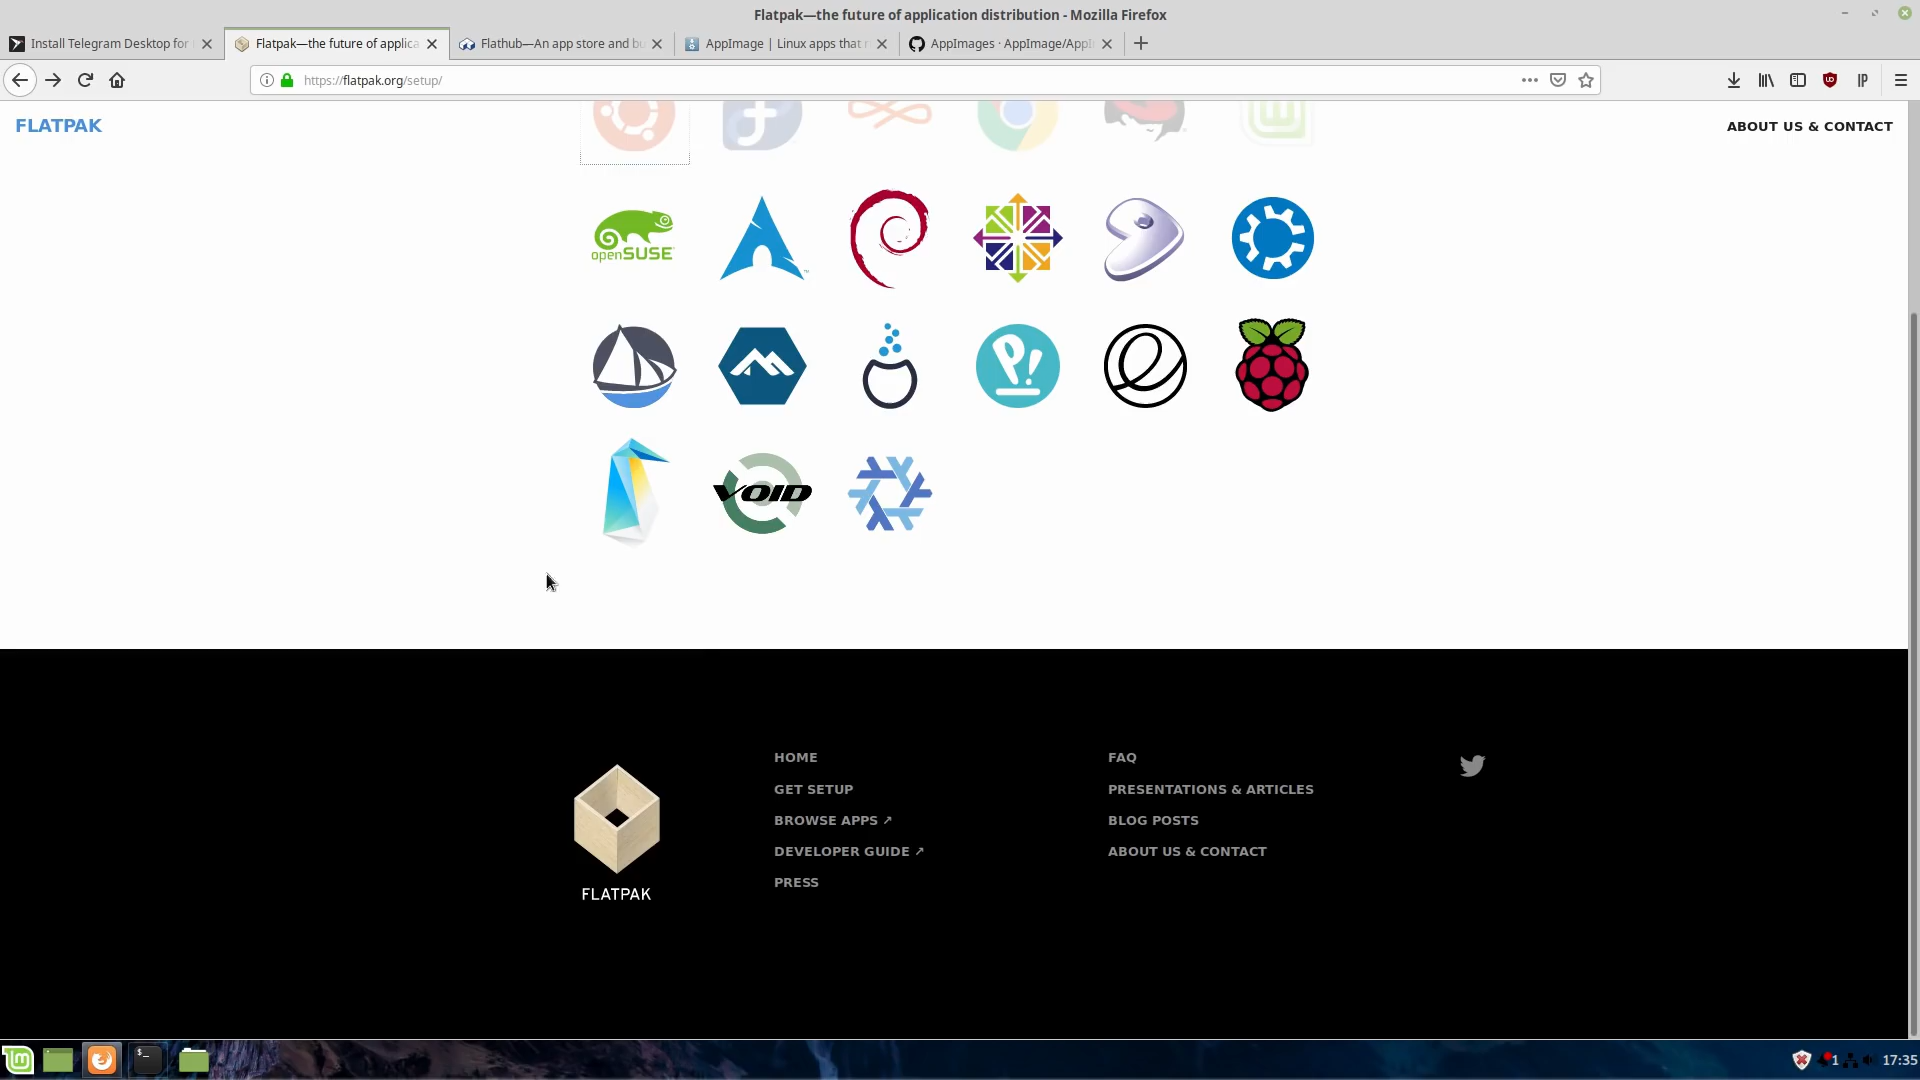 Flatpak—the future of application distribution - Mozilla Firefox
Install Telegram Desktop for
Flatpak—the future of applica
Flathub—An app store and bu
AppImage | Linux apps that r
AppImages · AppImage/AppI
https://flatpak.org/setup/
FLATPAK
ABOUT US & CONTACT
openSUSE
TM
P!
VOID
HOME
GET SETUP
BROWSE APPS ↗
DEVELOPER GUIDE ↗
PRESS
FAQ
PRESENTATIONS & ARTICLES
BLOG POSTS
ABOUT US & CONTACT
FLATPAK
$_
1
17:35